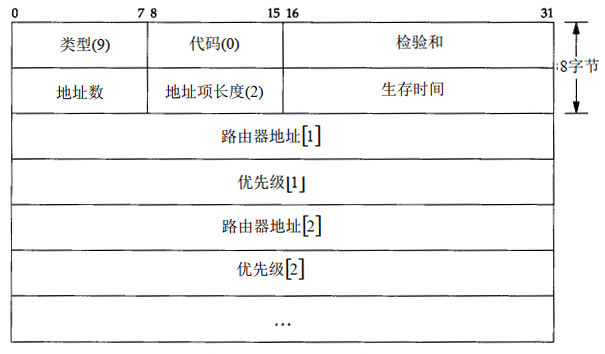 0 7 8 15 16 31
类型(9) 代码(0) 检验和
8字节
地址数 地址项长度(2) 生存时间
路由器地址[1]
优先级[1]
路由器地址[2]
优先级[2]
...